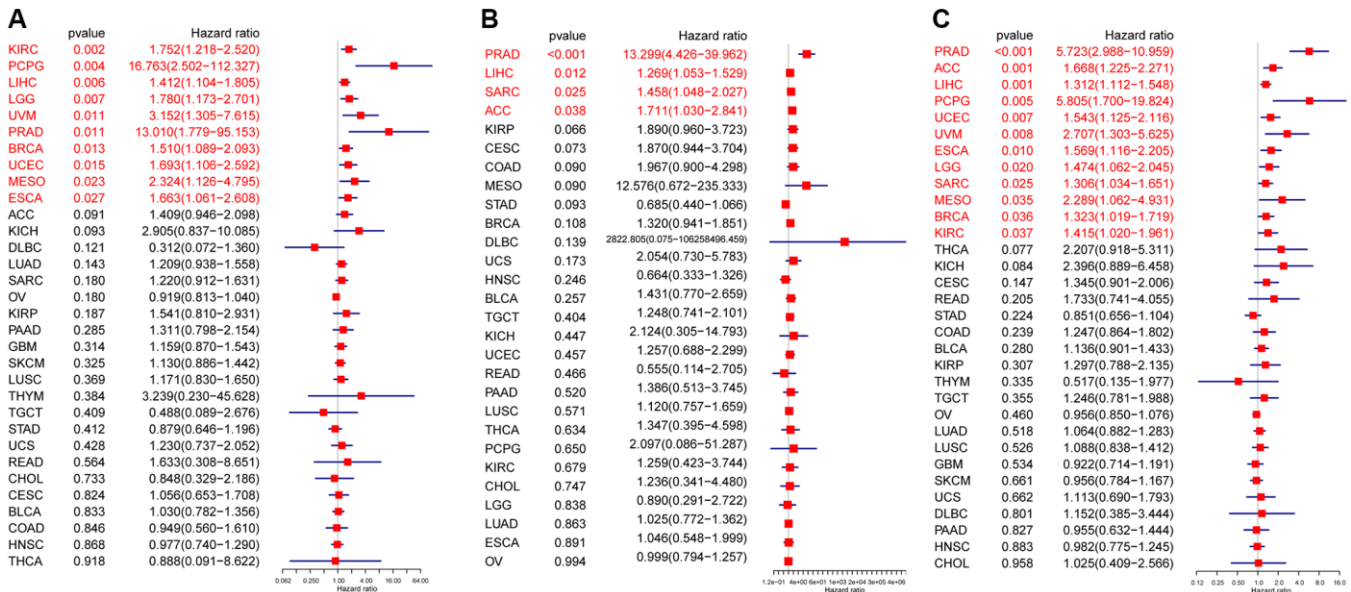 A
pvalue Hazard ratio
KIRC 0.002 1.752(1.218−2.520)
PCPG 0.004 16.763(2.502−112.327)
LIHC 0.006 1.412(1.104−1.805)
LGG 0.007 1.780(1.173−2.701)
UVM 0.011 3.152(1.305−7.615)
PRAD 0.011 13.010(1.779−95.153)
BRCA 0.013 1.510(1.089−2.093)
UCEC 0.015 1.693(1.106−2.592)
MESO 0.023 2.324(1.126−4.795)
ESCA 0.027 1.663(1.061−2.608)
ACC 0.091 1.409(0.946−2.098)
KICH 0.093 2.905(0.837−10.085)
DLBC 0.121 0.312(0.072−1.360)
LUAD 0.143 1.209(0.938−1.558)
SARC 0.180 1.220(0.912−1.631)
OV 0.180 0.919(0.813−1.040)
KIRP 0.187 1.541(0.810−2.931)
PAAD 0.285 1.311(0.798−2.154)
GBM 0.314 1.159(0.870−1.543)
SKCM 0.325 1.130(0.886−1.442)
LUSC 0.369 1.171(0.830−1.650)
THYM 0.384 3.239(0.230−45.628)
TGCT 0.409 0.488(0.089−2.676)
STAD 0.412 0.879(0.646−1.196)
UCS 0.428 1.230(0.737−2.052)
READ 0.564 1.633(0.308−8.651)
CHOL 0.733 0.848(0.329−2.186)
CESC 0.824 1.056(0.653−1.708)
BLCA 0.833 1.030(0.782−1.356)
COAD 0.846 0.949(0.560−1.610)
HNSC 0.868 0.977(0.740−1.290)
THCA 0.918 0.888(0.091−8.622)
0.062 0.250 1.00 4.00 16.00 64.00
Hazard ratio
B
pvalue Hazard ratio
PRAD <0.001 13.299(4.426−39.962)
LIHC 0.012 1.269(1.053−1.529)
SARC 0.025 1.458(1.048−2.027)
ACC 0.038 1.711(1.030−2.841)
KIRP 0.066 1.890(0.960−3.723)
CESC 0.073 1.870(0.944−3.704)
COAD 0.090 1.967(0.900−4.298)
MESO 0.090 12.576(0.672−235.333)
STAD 0.093 0.685(0.440−1.066)
BRCA 0.108 1.320(0.941−1.851)
DLBC 0.139 2822.805(0.075−106258496.459)
UCS 0.173 2.054(0.730−5.783)
HNSC 0.246 0.664(0.333−1.326)
BLCA 0.257 1.431(0.770−2.659)
TGCT 0.404 1.248(0.741−2.101)
KICH 0.447 2.124(0.305−14.793)
UCEC 0.457 1.257(0.688−2.299)
READ 0.466 0.555(0.114−2.705)
PAAD 0.520 1.386(0.513−3.745)
LUSC 0.571 1.120(0.757−1.659)
THCA 0.634 1.347(0.395−4.598)
PCPG 0.650 2.097(0.086−51.287)
KIRC 0.679 1.259(0.423−3.744)
CHOL 0.747 1.236(0.341−4.480)
LGG 0.838 0.890(0.291−2.722)
LUAD 0.863 1.025(0.772−1.362)
ESCA 0.891 1.046(0.548−1.999)
OV 0.994 0.999(0.794−1.257)
1.2e−01 4e+00 6e+01 1e+03 2e+04 3e+05 4e+06
Hazard ratio
C
pvalue Hazard ratio
PRAD <0.001 5.723(2.988−10.959)
ACC 0.001 1.668(1.225−2.271)
LIHC 0.001 1.312(1.112−1.548)
PCPG 0.005 5.805(1.700−19.824)
UCEC 0.007 1.543(1.125−2.116)
UVM 0.008 2.707(1.303−5.625)
ESCA 0.010 1.569(1.116−2.205)
LGG 0.020 1.474(1.062−2.045)
SARC 0.025 1.306(1.034−1.651)
MESO 0.035 2.289(1.062−4.931)
BRCA 0.036 1.323(1.019−1.719)
KIRC 0.037 1.415(1.020−1.961)
THCA 0.077 2.207(0.918−5.311)
KICH 0.084 2.396(0.889−6.458)
CESC 0.147 1.345(0.901−2.006)
READ 0.205 1.733(0.741−4.055)
STAD 0.224 0.851(0.656−1.104)
COAD 0.239 1.247(0.864−1.802)
BLCA 0.280 1.136(0.901−1.433)
KIRP 0.307 1.297(0.788−2.135)
THYM 0.335 0.517(0.135−1.977)
TGCT 0.355 1.246(0.781−1.988)
OV 0.460 0.956(0.850−1.076)
LUAD 0.518 1.064(0.882−1.283)
LUSC 0.526 1.088(0.838−1.412)
GBM 0.534 0.922(0.714−1.191)
SKCM 0.661 0.956(0.784−1.167)
UCS 0.662 1.113(0.690−1.793)
DLBC 0.801 1.152(0.385−3.444)
PAAD 0.827 0.955(0.632−1.444)
HNSC 0.883 0.982(0.775−1.245)
CHOL 0.958 1.025(0.409−2.566)
0.12 0.25 0.50 1.0 2.0 4.0 8.0 16.0
Hazard ratio